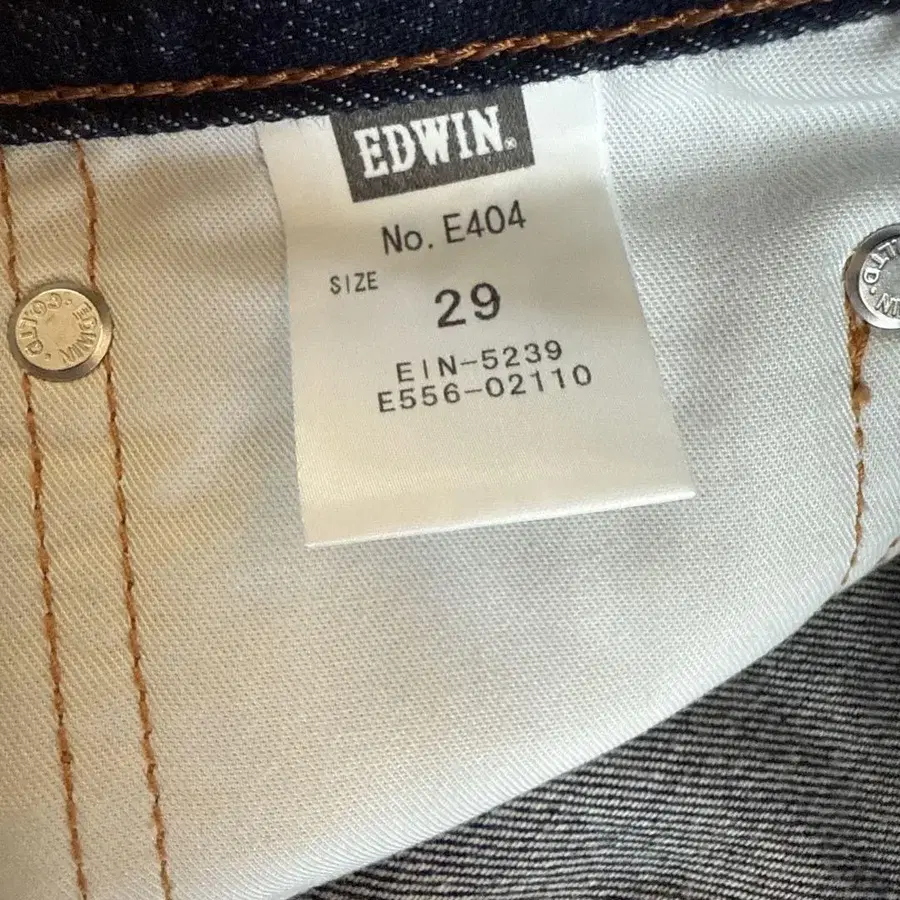 EDWIN®
No. E404
SIZE
29
EIN-5239
E556-02110